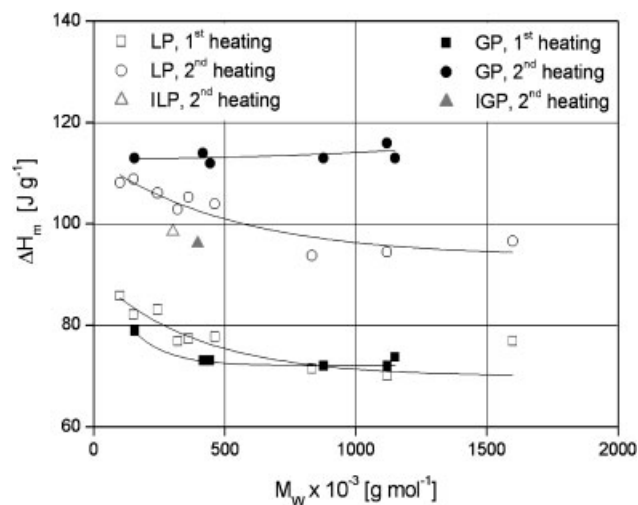 140
□ LP, 1st heating
○ LP, 2nd heating
△ ILP, 2nd heating
■ GP, 1st heating
● GP, 2nd heating
▲ IGP, 2nd heating
120
100
80
60
ΔHm [J g-1]
0 500 1000 1500 2000
Mw x 10-3 [g mol-1]